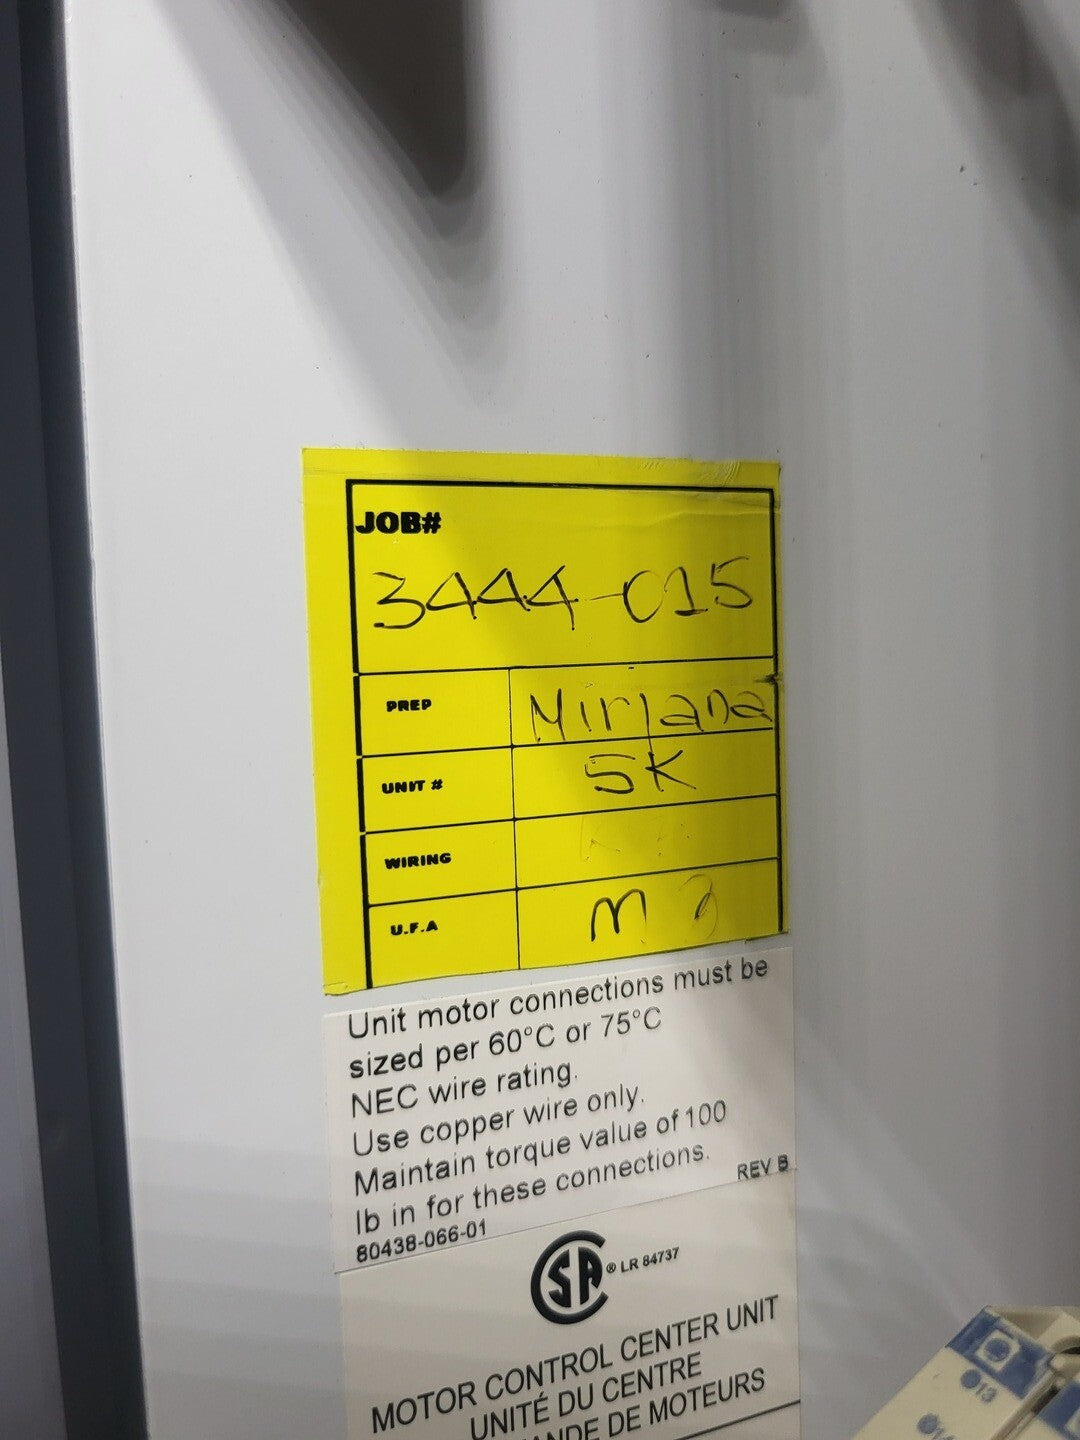 JOB#
3444-015
PREP Mirjana
UNIT # 5K
WIRING
U.F.A M
Unit motor connections must be
sized per 60°C or 75°C
NEC wire rating.
Use copper wire only.
Maintain torque value of 100
lb in for these connections.
80438-066-01 REV B
SA ® LR 84737
MOTOR CONTROL CENTER UNIT
UNITÉ DU CENTRE
DE MOTEURS
13